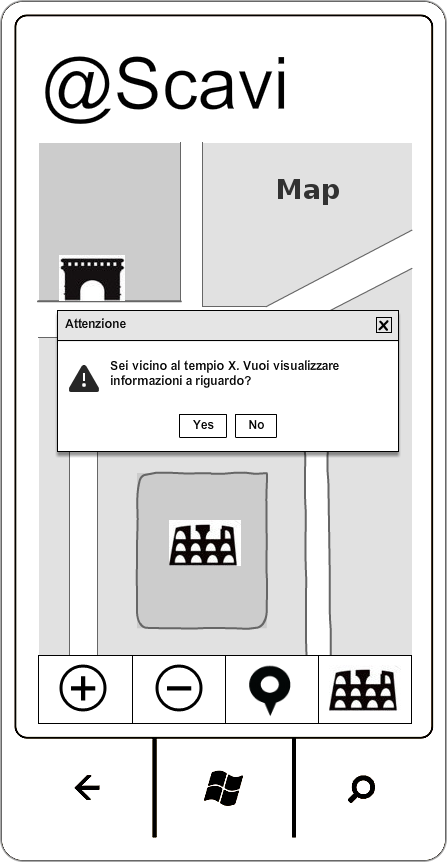 @Scavi
Map
Attenzione
Sei vicino al tempio X. Vuoi visualizzare
informazioni a riguardo?
Yes No